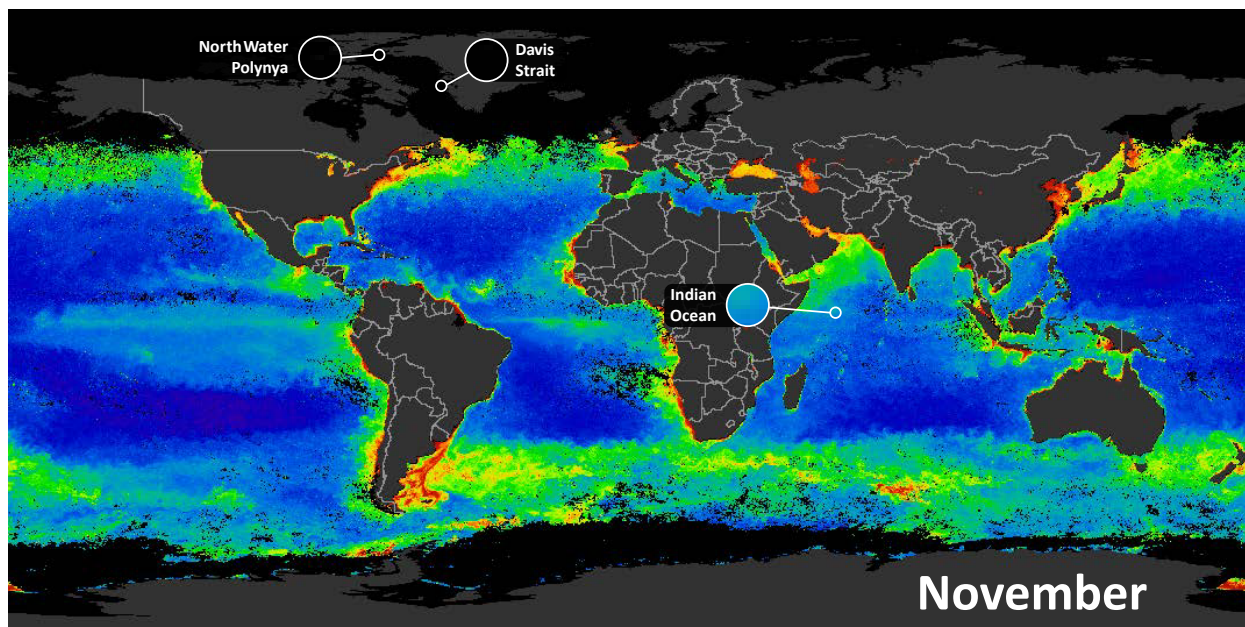 North Water
Polynya
Davis
Strait
Indian
Ocean
November